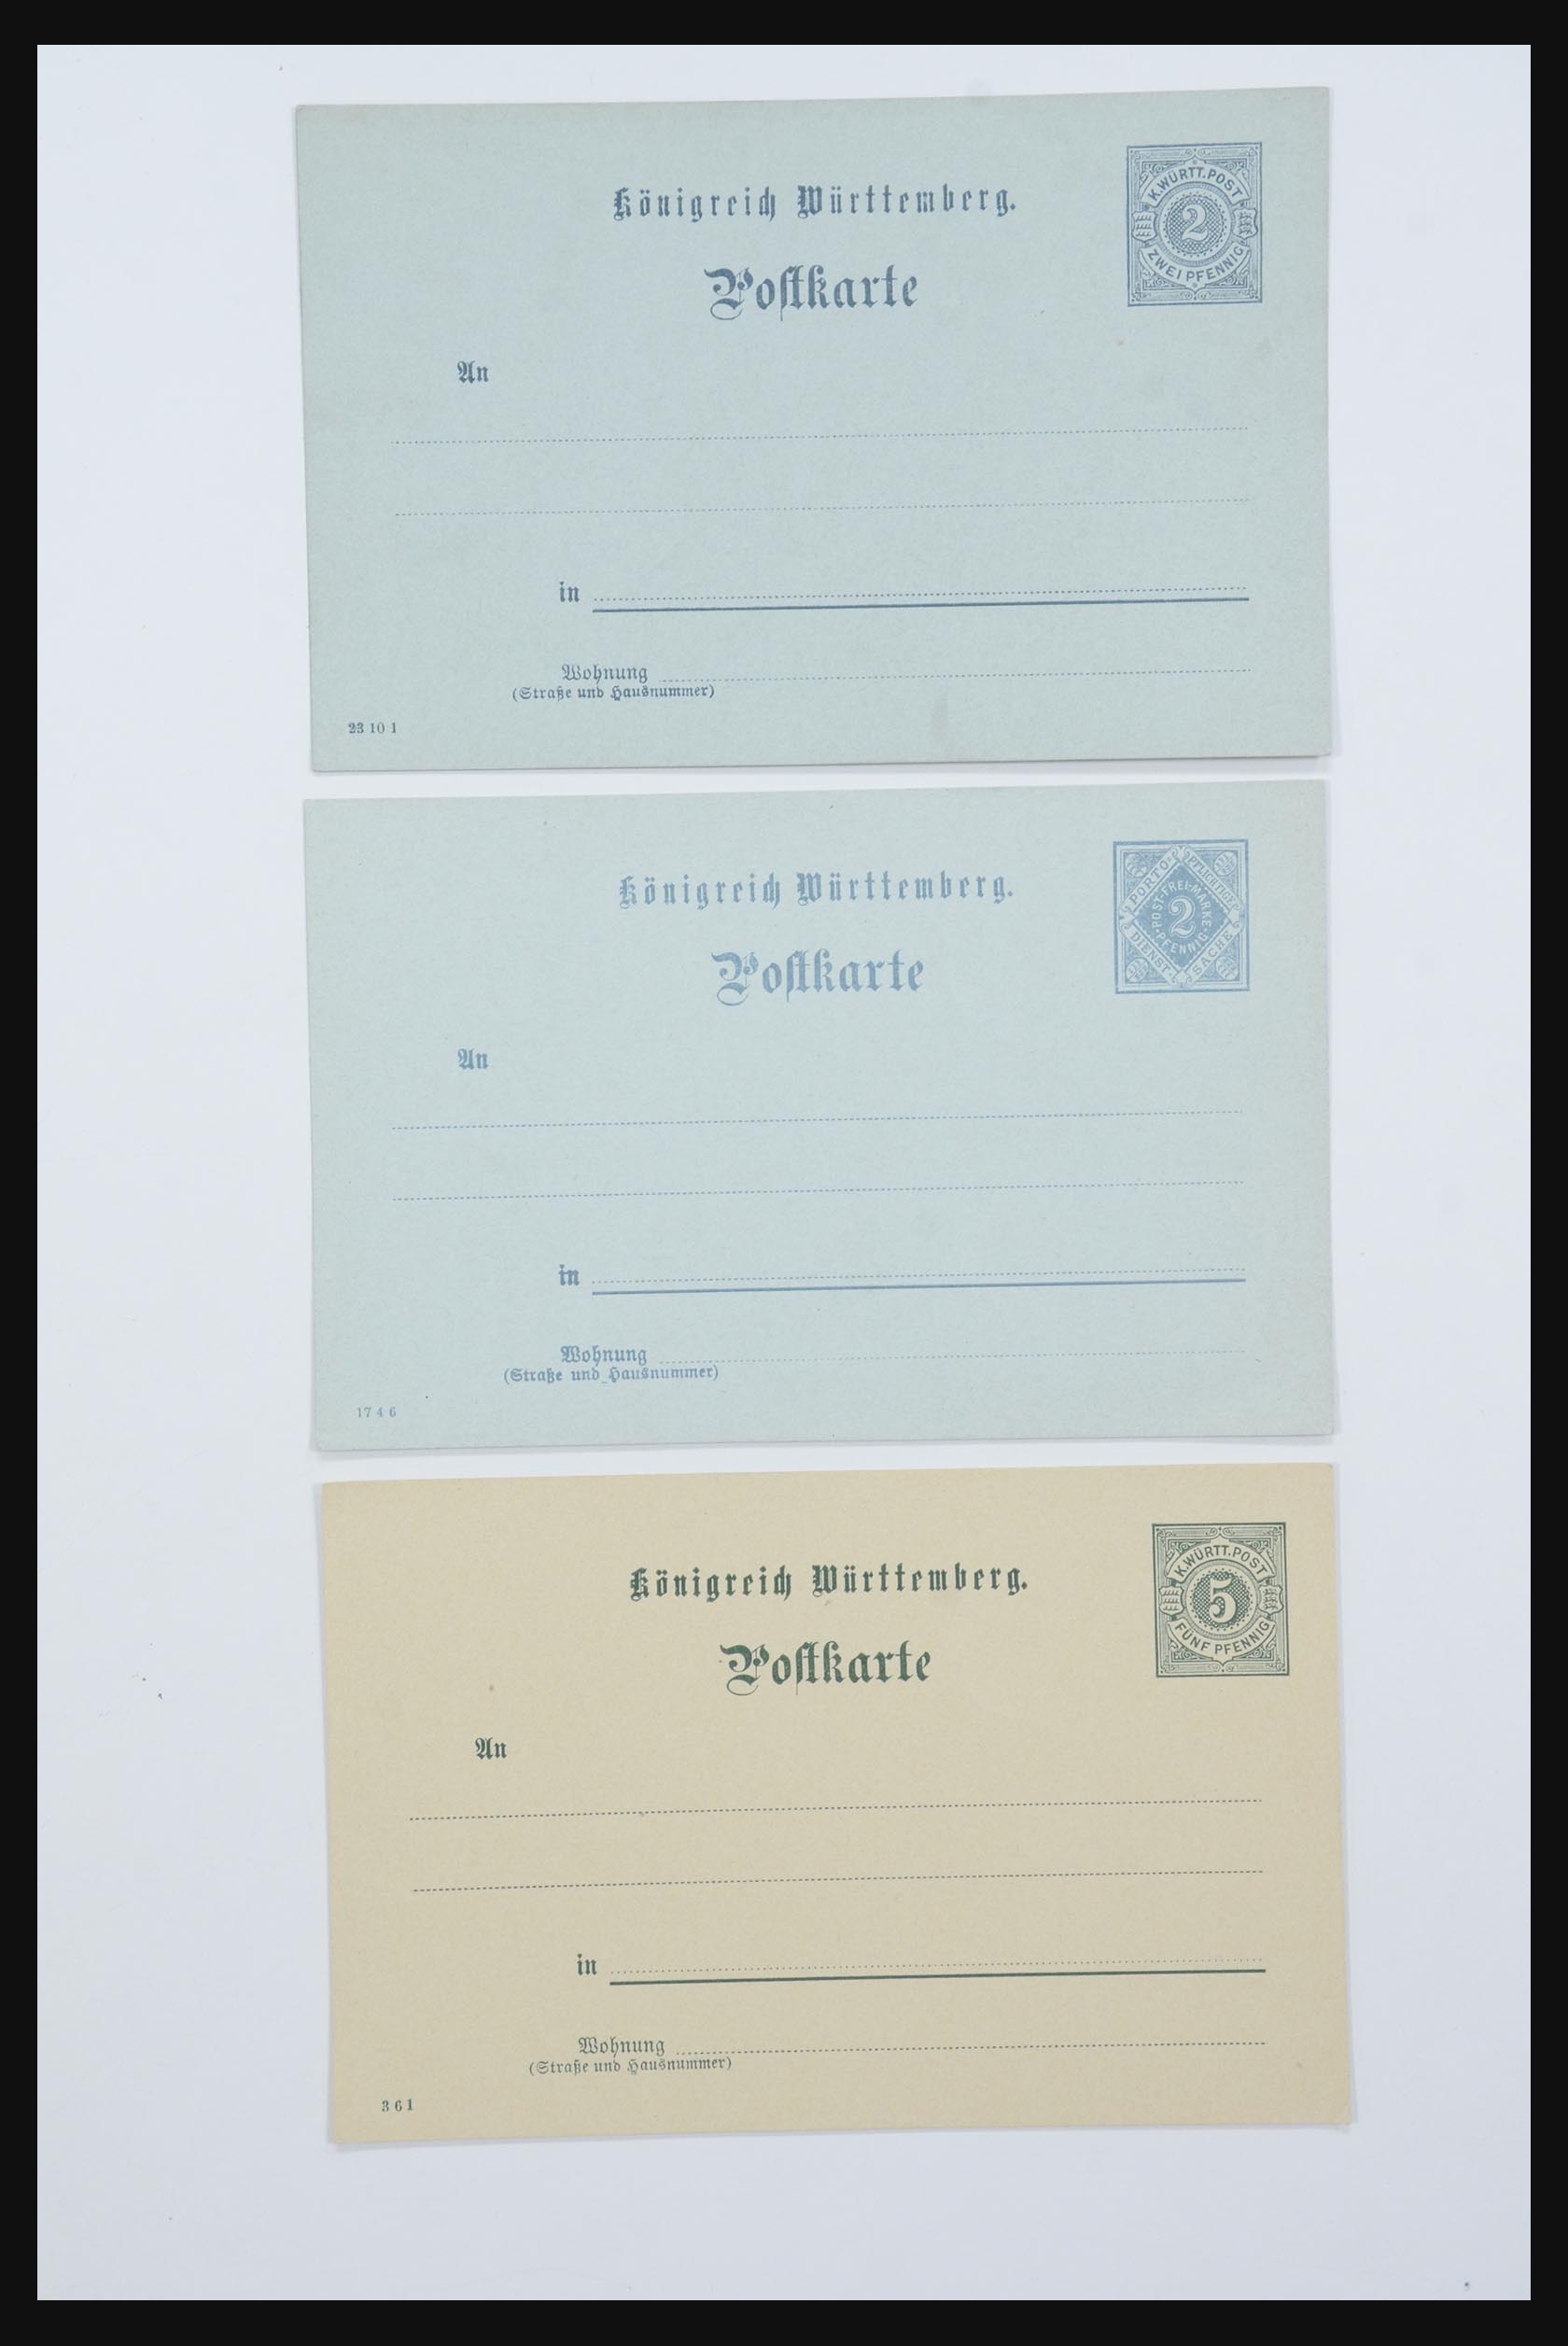 Königreich Württemberg.
K. WÜRTT. POST
2
ZWEI PFENNIG
Postkarte
An
in
Wohnung
(Straße und Hausnummer)
23 10 1
Königreich Württemberg.
PORTO-
PFLICHTIGE
POST-FREI-MARKE
2
PFENNIG
DIENST
SACHE
Postkarte
An
in
Wohnung
(Straße und Hausnummer)
17 4 6
Königreich Württemberg.
K. WÜRTT. POST
5
FÜNF PFENNIG
Postkarte
An
in
Wohnung
(Straße und Hausnummer)
3 6 1